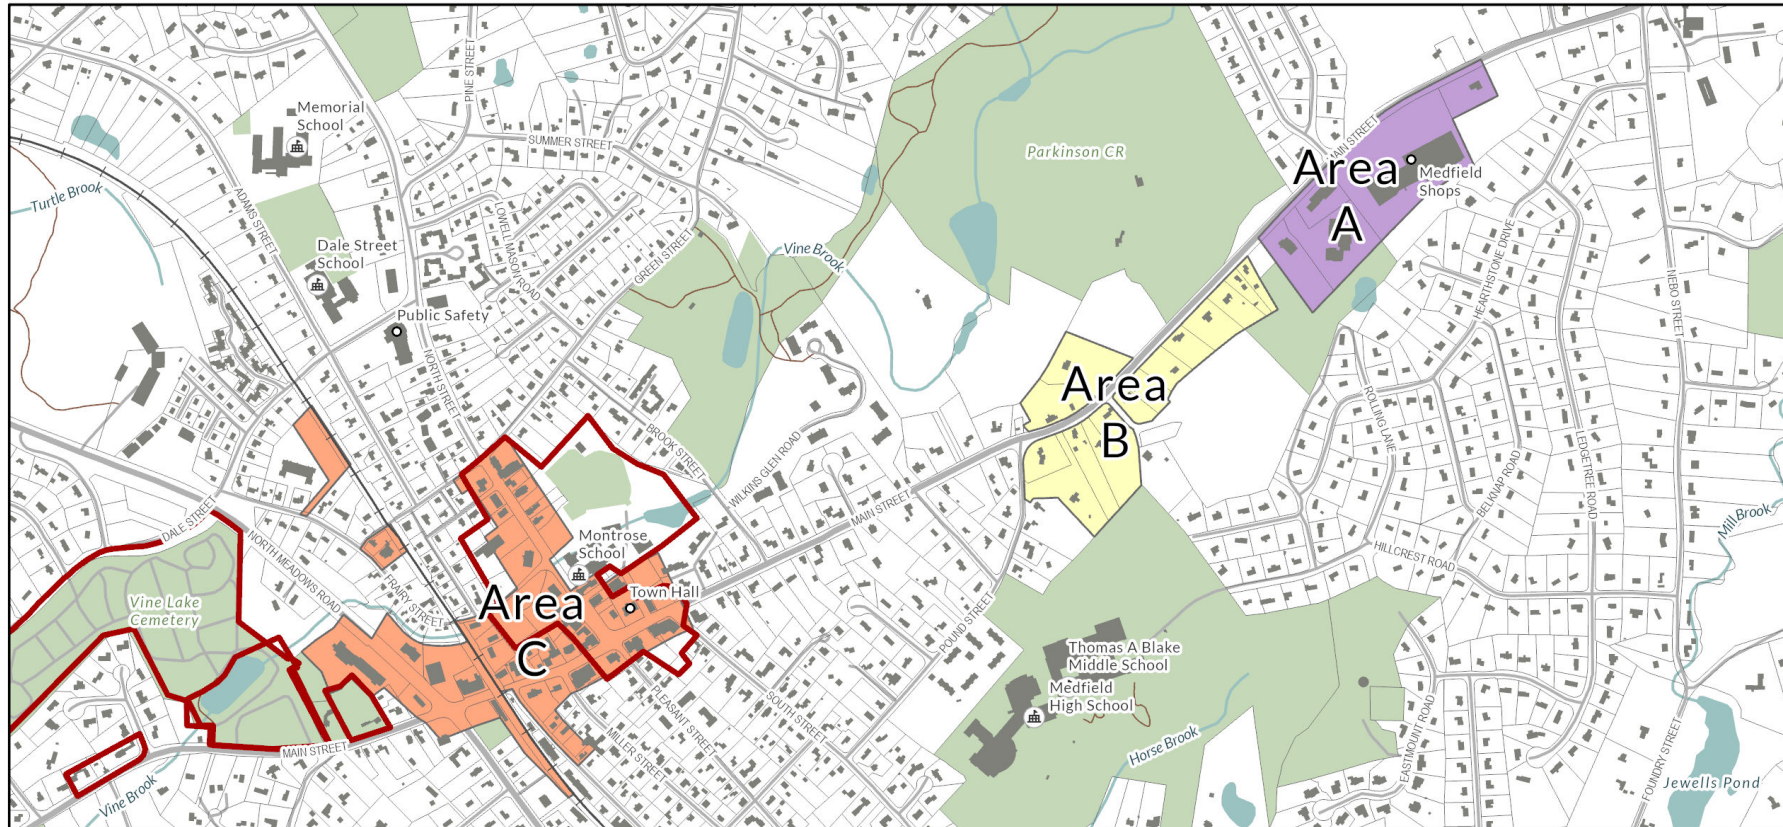 Memorial
School
PINE STREET
SUMMER STREET
Turtle Brook
ADAMS STREET
LOWELL MASON ROAD
Dale Street
School
GREEN STREET
Vine Brook
Public Safety
NORTH STREET
Parkinson CR
MAIN STREET
Area
A
Medfield
Shops
HEARTHSTONE DRIVE
NEBO STREET
Area
B
ROLLING LANE
BELKNAP ROAD
EDGETREE ROAD
HILLCREST ROAD
Mill Brook
BROOK STREET
WILKINS GLEN ROAD
MAIN STREET
DALE STREET
NORTH MEADOWS ROAD
FRAIRY STREET
Montrose
School
Town Hall
Area
C
Vine Lake
Cemetery
MAIN STREET
Vine Brook
PLEASANT STREET
MILLER STREET
SOUTH STREET
POUND STREET
Thomas A Blake
Middle School
Medfield
High School
Horse Brook
EASTMOUNT ROAD
FOUNDRY STREET
Jewells Pond